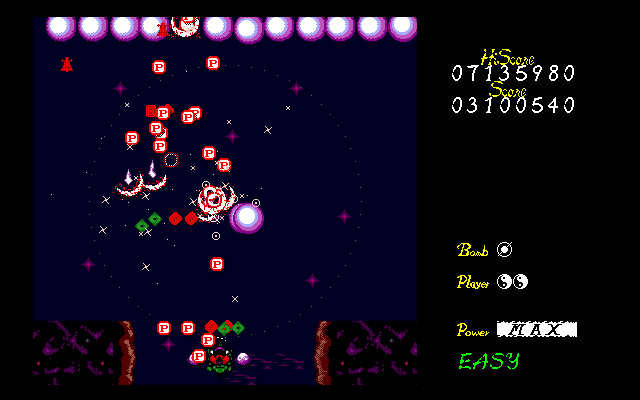 HiScore
07135980
Score
03100540
P P
P P P
P P
P
P
P
P
Bomb
P
Player
P P
Power MAX
P
P
EASY